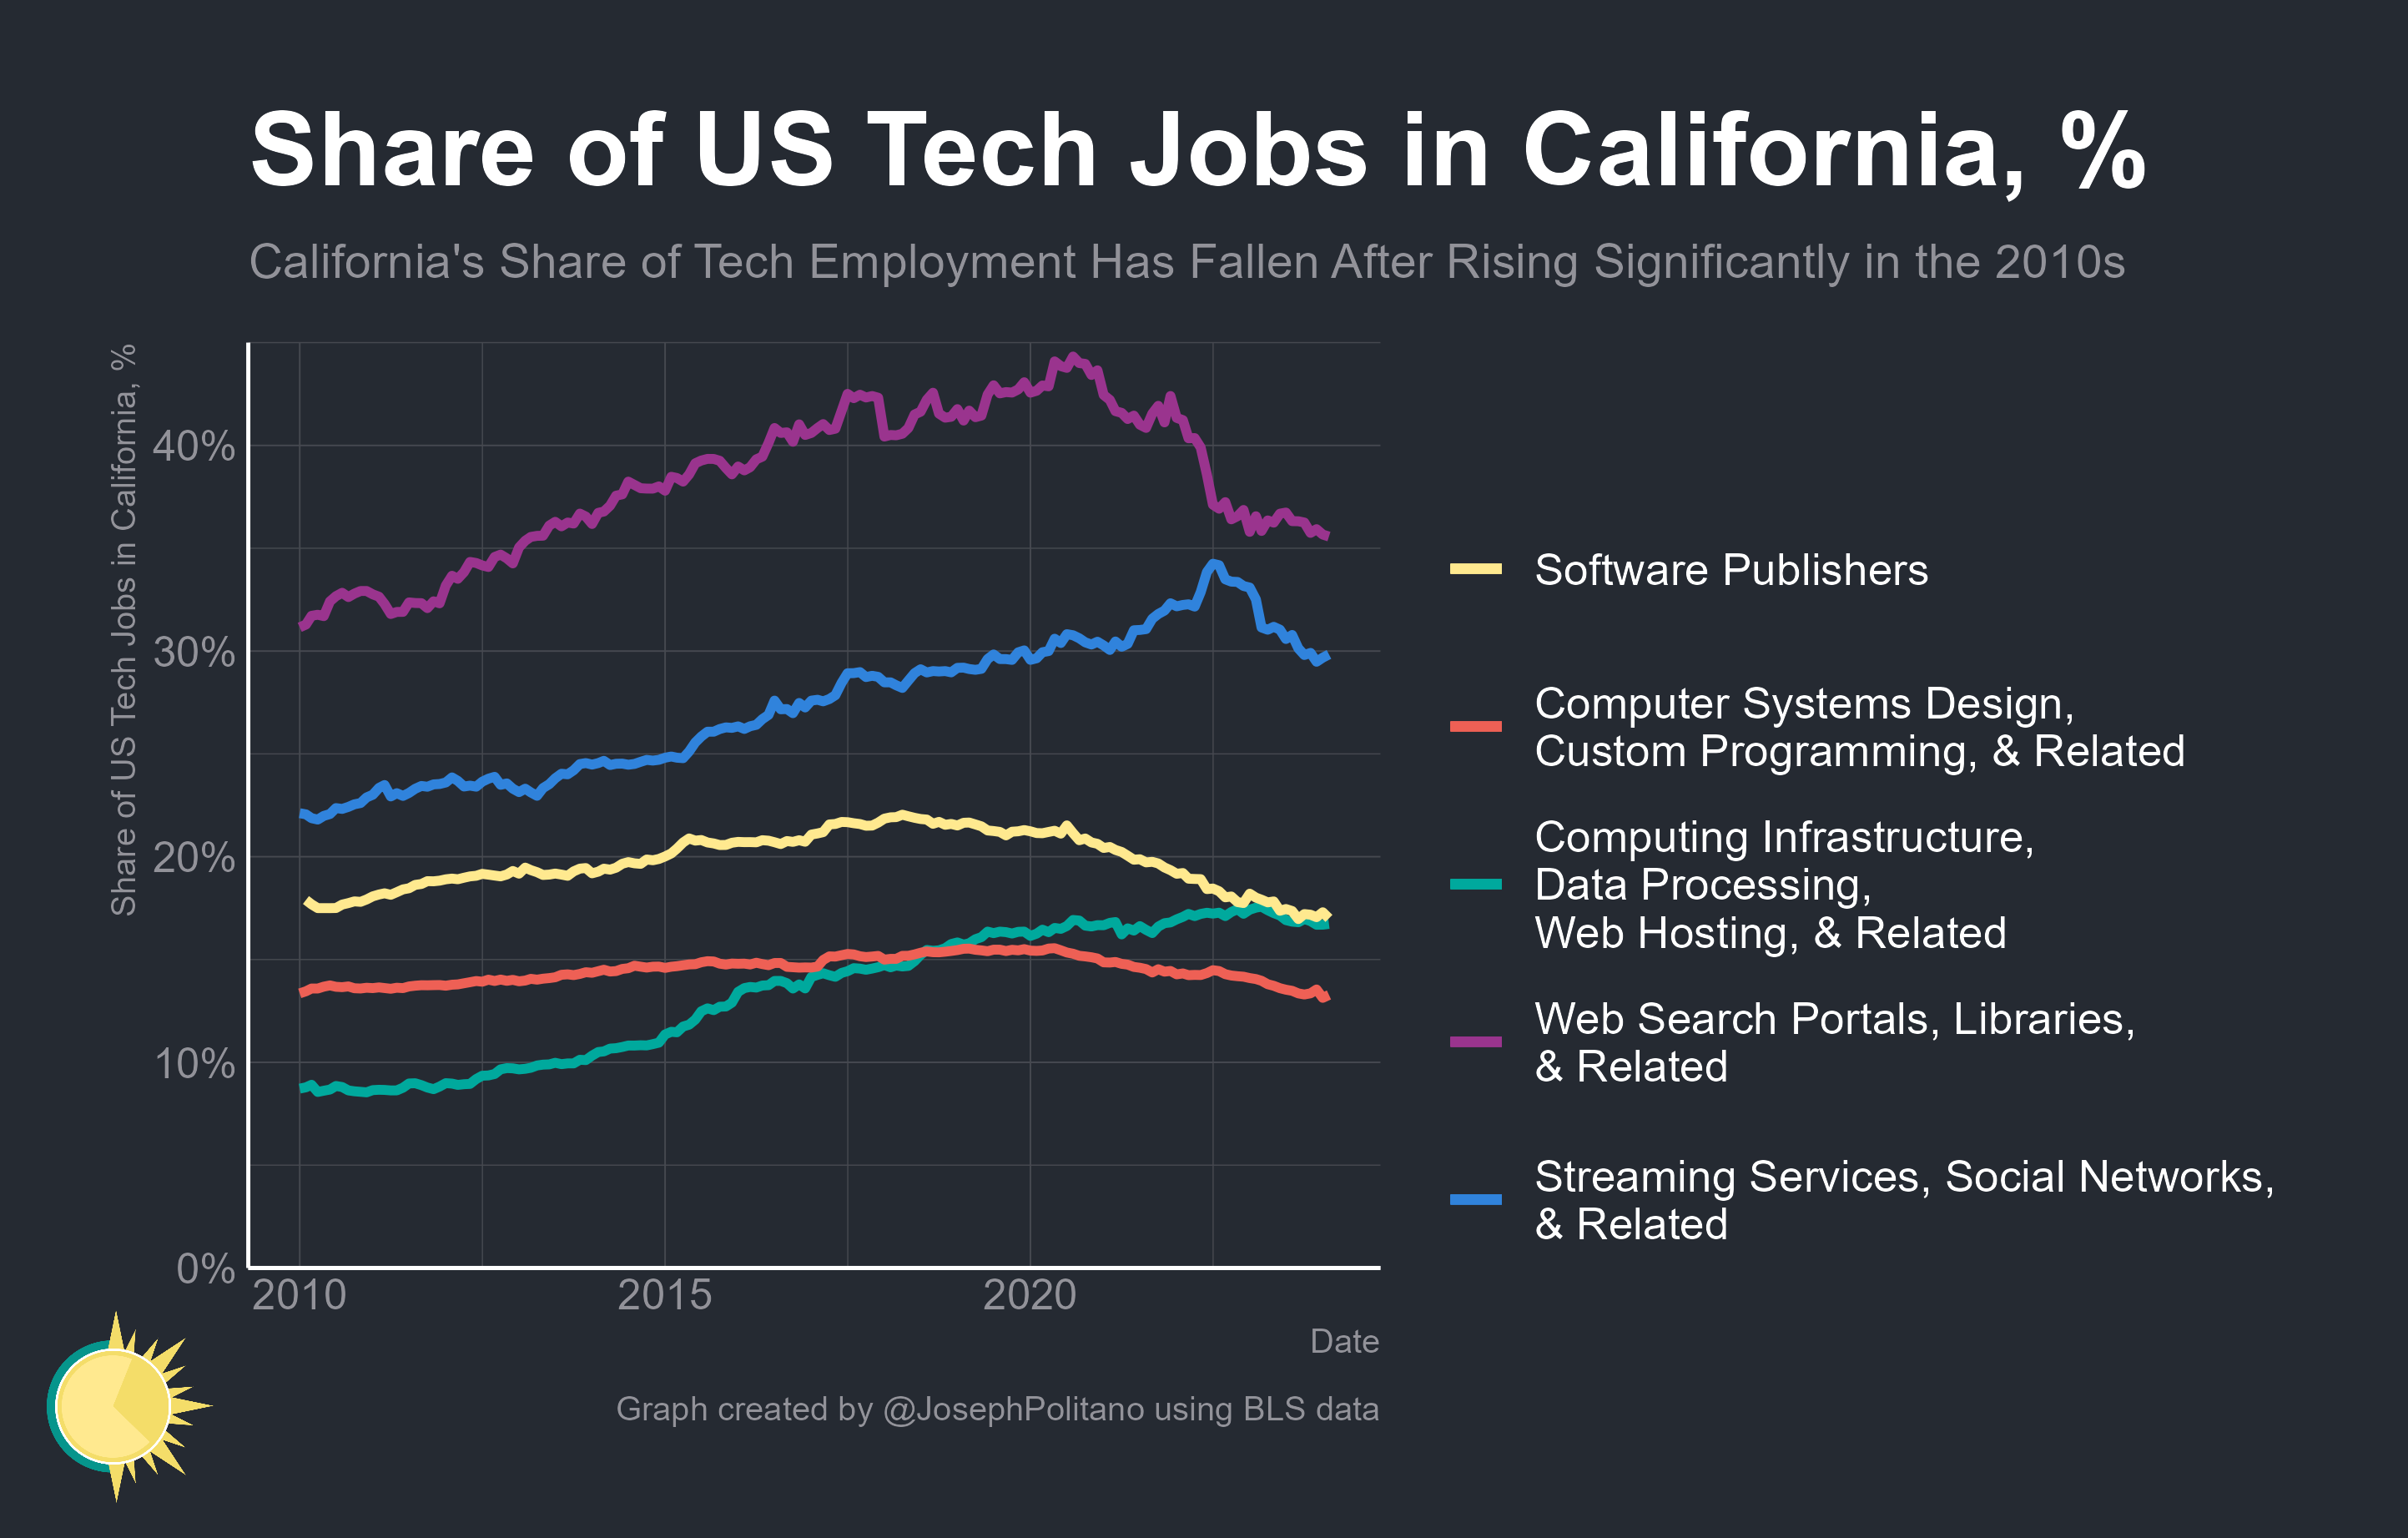 Share of US Tech Jobs in California, %
California's Share of Tech Employment Has Fallen After Rising Significantly in the 2010s
Share of US Tech Jobs in California, %
40%
30%
20%
10%
0%
2010
2015
2020
Date
Software Publishers
Computer Systems Design,
Custom Programming, & Related
Computing Infrastructure,
Data Processing,
Web Hosting, & Related
Web Search Portals, Libraries,
& Related
Streaming Services, Social Networks,
& Related
Graph created by @JosephPolitano using BLS data